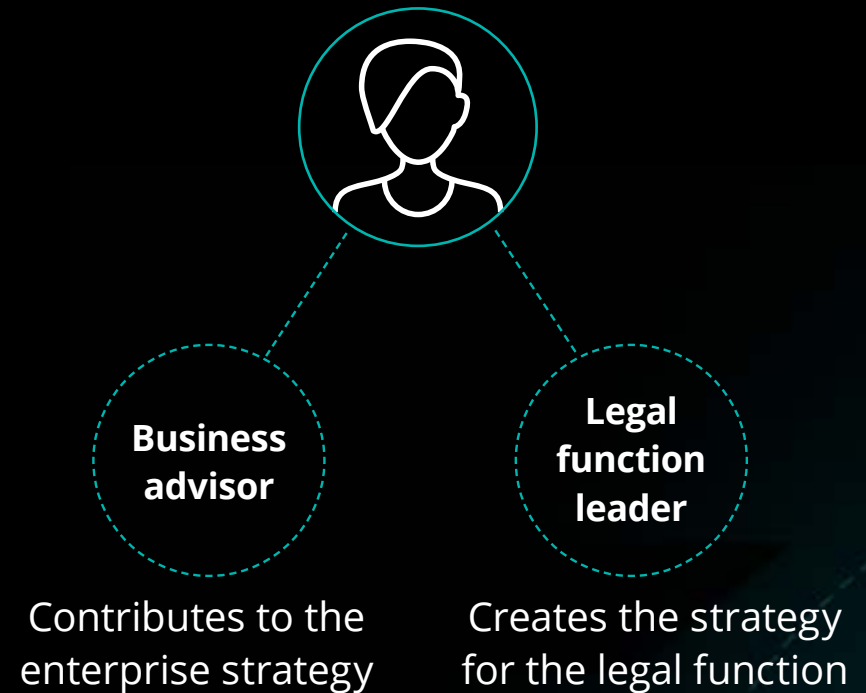 Business
advisor
Contributes to the
enterprise strategy
Legal
function
leader
Creates the strategy
for the legal function